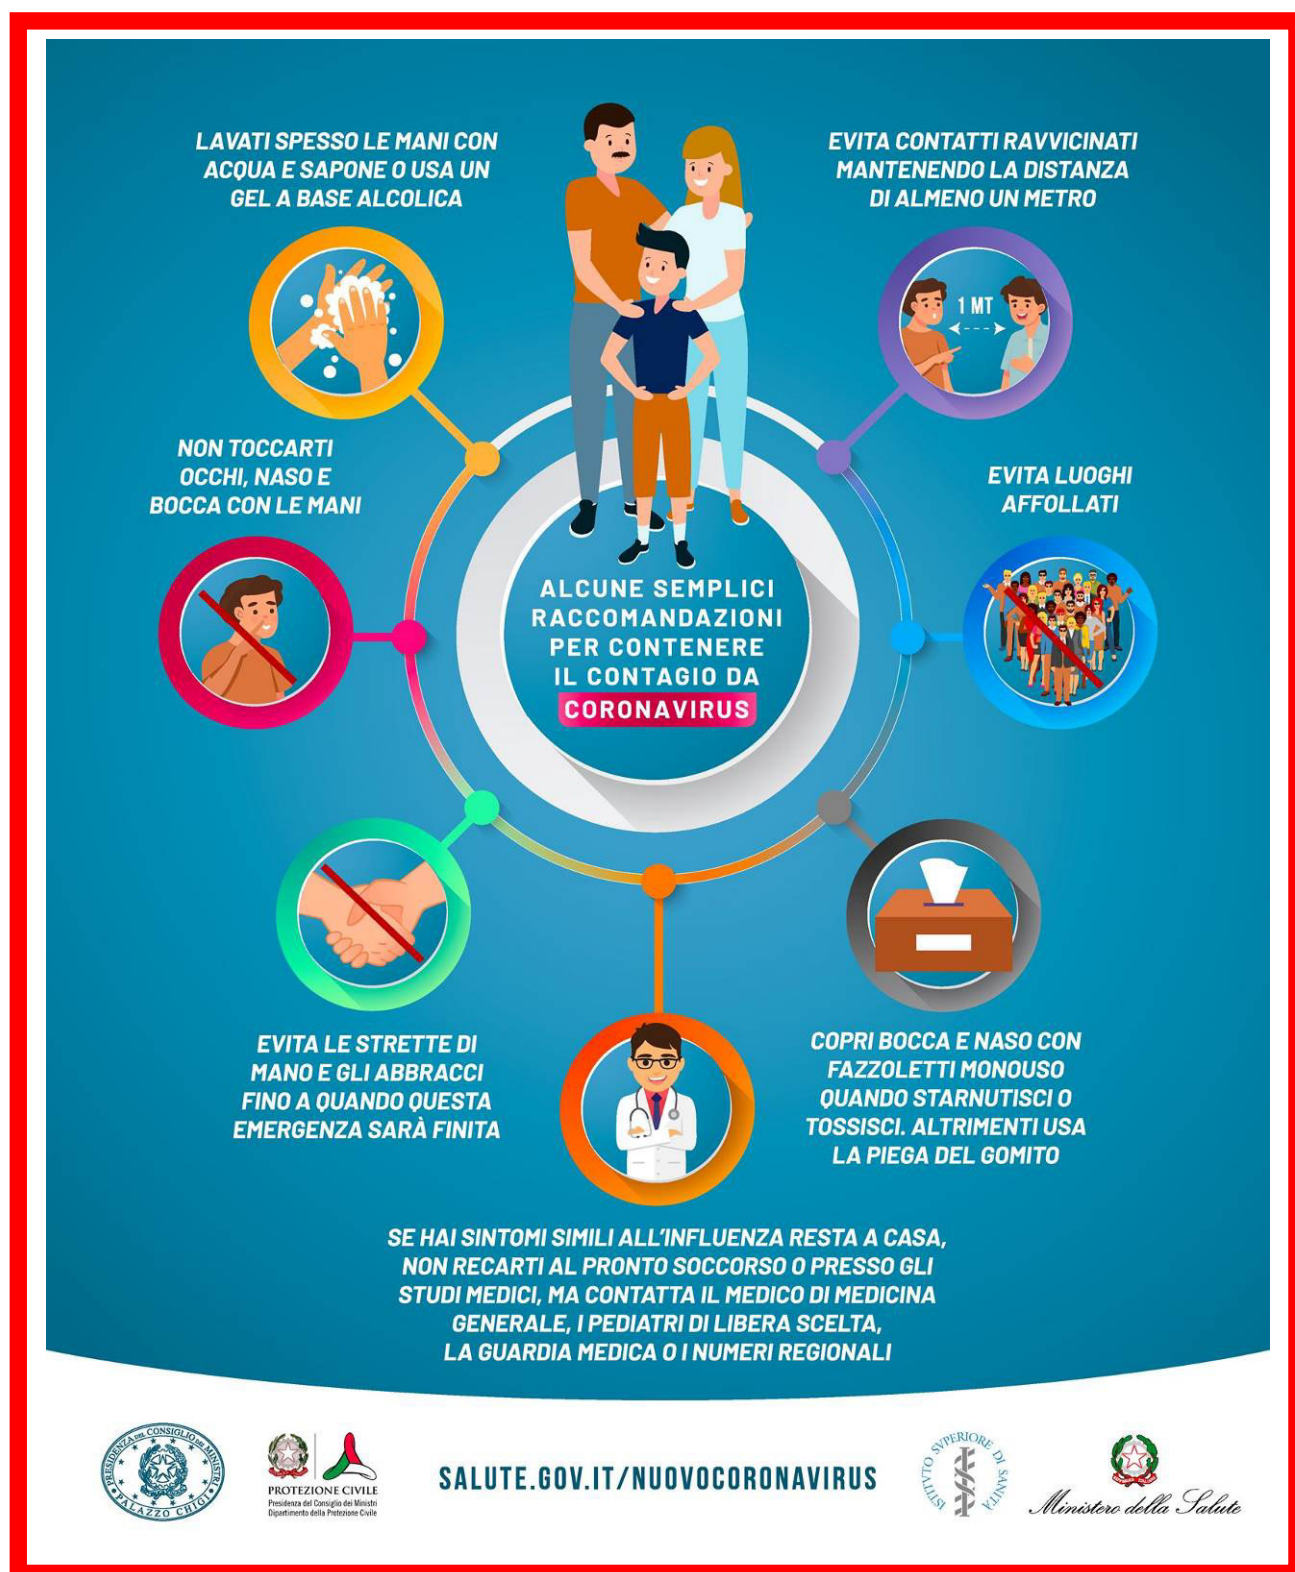 LAVATI SPESSO LE MANI CON
ACQUA E SAPONE O USA UN
GEL A BASE ALCOLICA
EVITA CONTATTI RAVVICINATI
MANTENENDO LA DISTANZA
DI ALMENO UN METRO
1 MT
NON TOCCARTI
OCCHI, NASO E
BOCCA CON LE MANI
EVITA LUOGHI
AFFOLLATI
ALCUNE SEMPLICI
RACCOMANDAZIONI
PER CONTENERE
IL CONTAGIO DA
CORONAVIRUS
EVITA LE STRETTE DI
MANO E GLI ABBRACCI
FINO A QUANDO QUESTA
EMERGENZA SARÀ FINITA
COPRI BOCCA E NASO CON
FAZZOLETTI MONOUSO
QUANDO STARNUTISCI O
TOSSISCI. ALTRIMENTI USA
LA PIEGA DEL GOMITO
SE HAI SINTOMI SIMILI ALL'INFLUENZA RESTA A CASA,
NON RECARTI AL PRONTO SOCCORSO O PRESSO GLI
STUDI MEDICI, MA CONTATTA IL MEDICO DI MEDICINA
GENERALE, I PEDIATRI DI LIBERA SCELTA,
LA GUARDIA MEDICA O I NUMERI REGIONALI
PRESIDENZA DEL CONSIGLIO DEI MINISTRI
PALAZZO CHIGI
PROTEZIONE CIVILE
Presidenza del Consiglio dei Ministri
Dipartimento della Protezione Civile
SALUTE.GOV.IT/NUOVOCORONAVIRUS
ISTITVTO SVPERIORE DI SANITÀ
Ministero della Salute